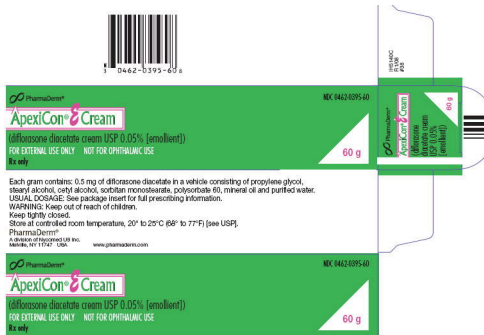 3 0462-0395-60 8
IHS MDC
R1/08
#38
PharmaDerm®
NDC 0462-0395-60
ApexiCon® E Cream
(diflorasone diacetate cream USP 0.05% [emollient])
FOR EXTERNAL USE ONLY NOT FOR OPHTHALMIC USE
Rx only
60 g
PharmaDerm®
ApexiCon® E Cream
(diflorasone
diacetate cream
USP 0.05%
[emollient])
60 g
Each gram contains: 0.5 mg of diflorasone diacetate in a vehicle consisting of propylene glycol,
stearyl alcohol, cetyl alcohol, sorbitan monostearate, polysorbate 60, mineral oil and purified water.
USUAL DOSAGE: See package insert for full prescribing information.
WARNING: Keep out of reach of children.
Keep tightly closed.
Store at controlled room temperature, 20° to 25°C (68° to 77°F) [see USP].
PharmaDerm®
A division of Nycomed US Inc.
Melville, NY 11747 USA www.pharmaderm.com
PharmaDerm®
NDC 0462-0395-60
ApexiCon® E Cream
(diflorasone diacetate cream USP 0.05% [emollient])
FOR EXTERNAL USE ONLY NOT FOR OPHTHALMIC USE
Rx only
60 g